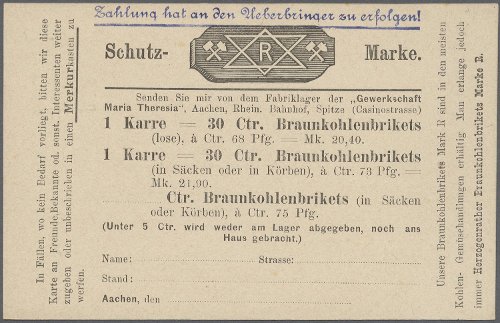 Zahlung hat an den Ueberbringer zu erfolgen!
Schutz- R Marke.
Senden Sie mir von dem Fabriklager der „Gewerkschaft
Maria Theresia", Aachen, Rhein. Bahnhof, Spitze (Casinostrasse)
1 Karre = 30 Ctr. Braunkohlenbrikets
(lose), à Ctr. 68 Pfg. = Mk. 20,40.
1 Karre = 30 Ctr. Braunkohlenbrikets
(in Säcken oder in Körben), à Ctr. 73 Pfg. =
Mk. 21,90.
Ctr. Braunkohlenbrikets (in Säcken
oder Körben), à Ctr. 75 Pfg.
(Unter 5 Ctr. wird weder am Lager abgegeben, noch ans
Haus gebracht.)
Name: Strasse:
Stand:
Aachen, den
In Fällen, wo kein Bedarf vorliegt, bitten wir diese
Karte an Freunde, Bekannte od. sonst. Interessenten weiter
zugeben oder unbeschrieben in einen Merkurkasten zu
werfen.
Unsere Braunkohlenbrikets Mark R sind in den meisten
Kohlen- Gemüsehandlungen erhältig Man erlange jedoch
immer Herzogenrather Braunkohlenbrikets Marke R.